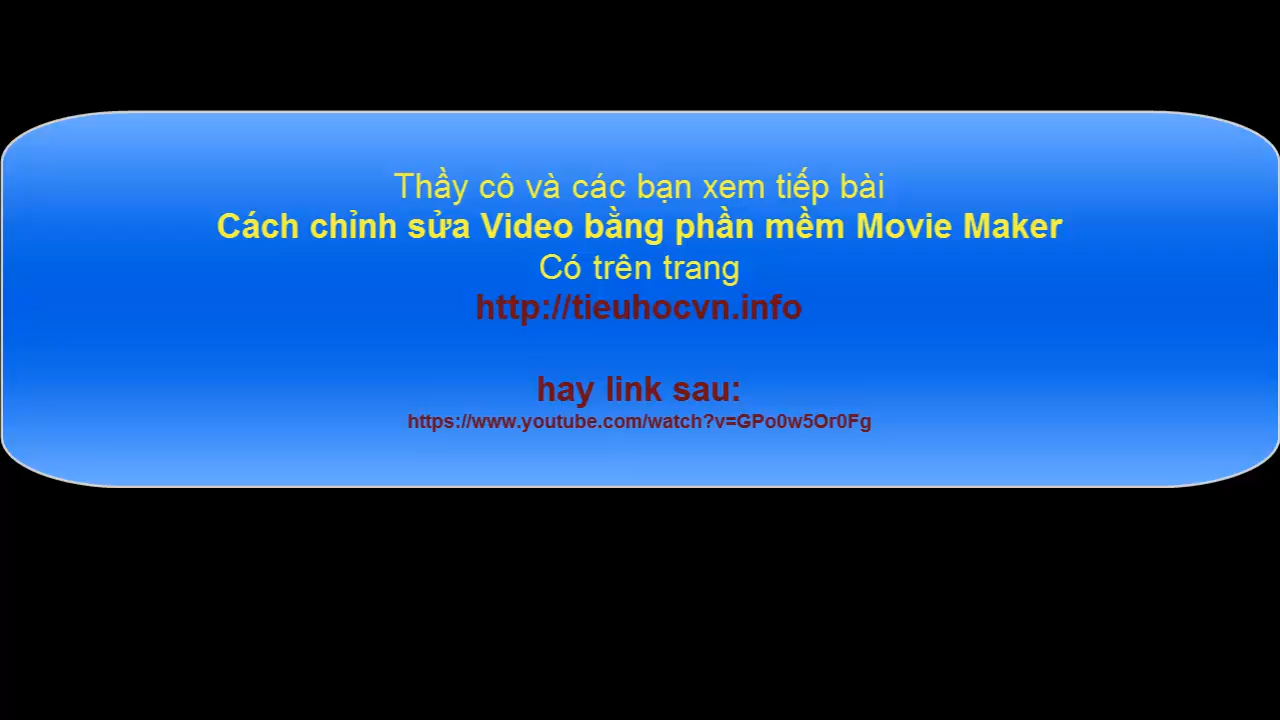 Thầy cô và các bạn xem tiếp bài
Cách chỉnh sửa Video bằng phần mềm Movie Maker
Có trên trang
http://tieuhocvn.info
hay link sau:
https://www.youtube.com/watch?v=GPo0w5Or0Fg